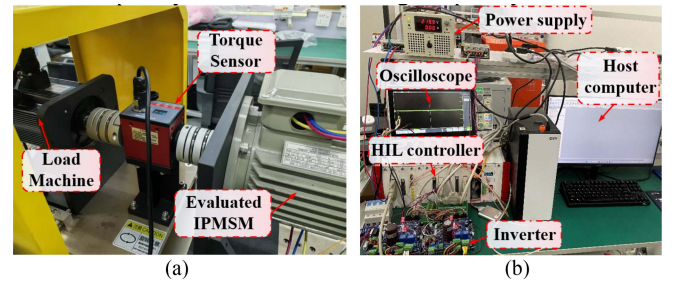 Torque
Sensor
Load
Machine
Evaluated
IPMSM
(a)
Power supply
Oscilloscope
Host
computer
HIL controller
Inverter
(b)